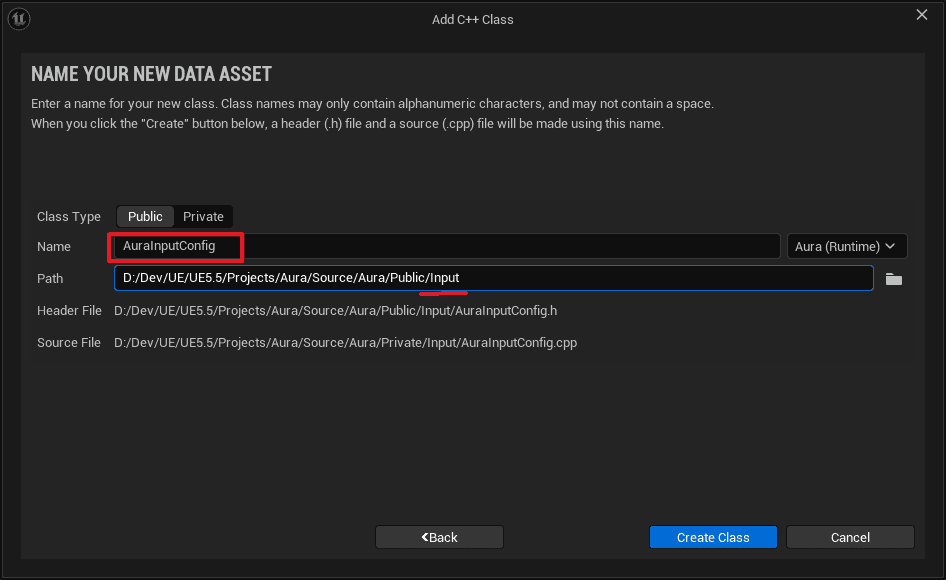 Add C++ Class
NAME YOUR NEW DATA ASSET
Enter a name for your new class. Class names may only contain alphanumeric characters, and may not contain a space.
When you click the "Create" button below, a header (.h) file and a source (.cpp) file will be made using this name.
Class Type Public Private
Name AuraInputConfig Aura (Runtime)
Path D:/Dev/UE/UE5.5/Projects/Aura/Source/Aura/Public/Input
Header File D:/Dev/UE/UE5.5/Projects/Aura/Source/Aura/Public/Input/AuraInputConfig.h
Source File D:/Dev/UE/UE5.5/Projects/Aura/Source/Aura/Private/Input/AuraInputConfig.cpp
Back Create Class Cancel